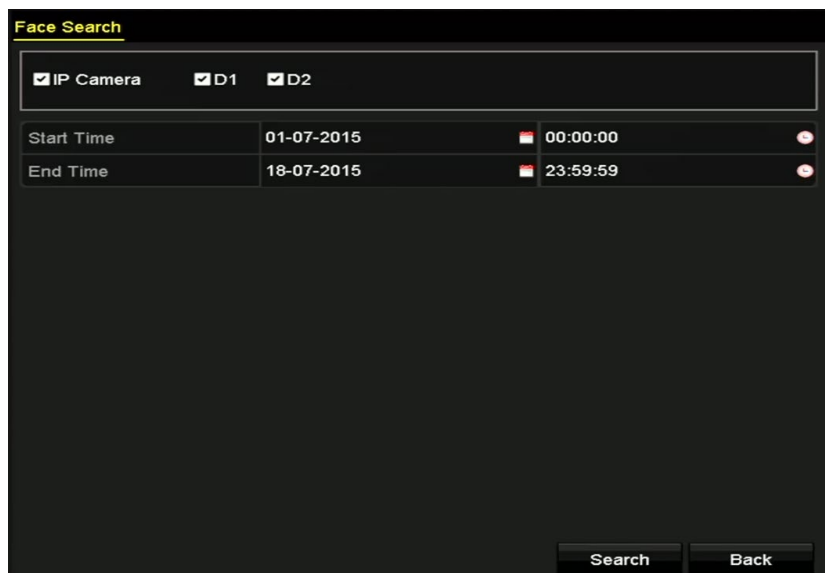 Face Search
IP Camera D1 D2
Start Time 01-07-2015 00:00:00
End Time 18-07-2015 23:59:59
Search Back